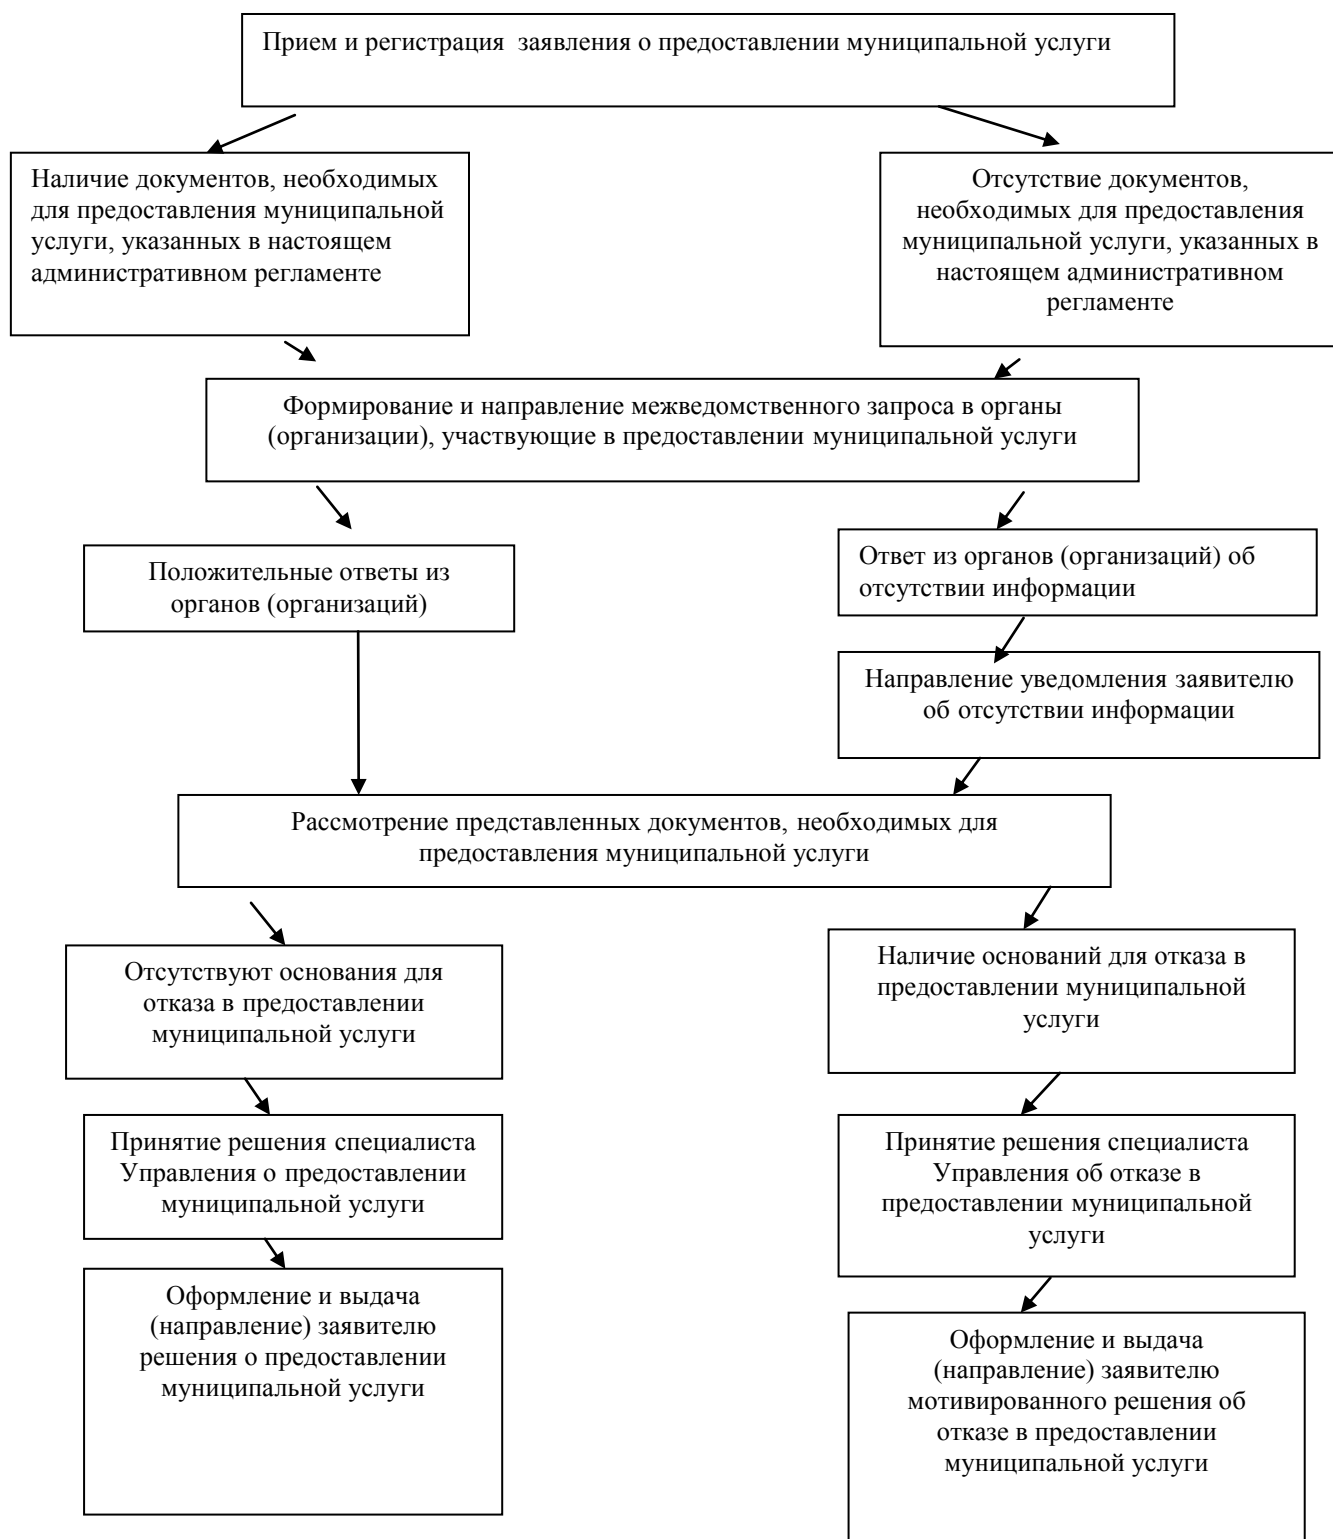 Прием и регистрация  заявления о предоставлении муниципальной услуги
Наличие документов, необходимых
для предоставления муниципальной
услуги, указанных в настоящем
административном регламенте
Отсутствие документов,
необходимых для предоставления
муниципальной услуги, указанных в
настоящем административном
регламенте
Формирование и направление межведомственного запроса в органы
(организации), участвующие в предоставлении муниципальной услуги
Положительные ответы из
органов (организаций)
Ответ из органов (организаций) об
отсутствии информации
Направление уведомления заявителю
об отсутствии информации
Рассмотрение представленных документов, необходимых для
предоставления муниципальной услуги
Отсутствуют основания для
отказа в предоставлении
муниципальной услуги
Наличие оснований для отказа в
предоставлении муниципальной
услуги
Принятие решения специалиста
Управления о предоставлении
муниципальной услуги
Принятие решения специалиста
Управления об отказе в
предоставлении муниципальной
услуги
Оформление и выдача
(направление) заявителю
решения о предоставлении
муниципальной услуги
Оформление и выдача
(направление) заявителю
мотивированного решения об
отказе в предоставлении
муниципальной услуги